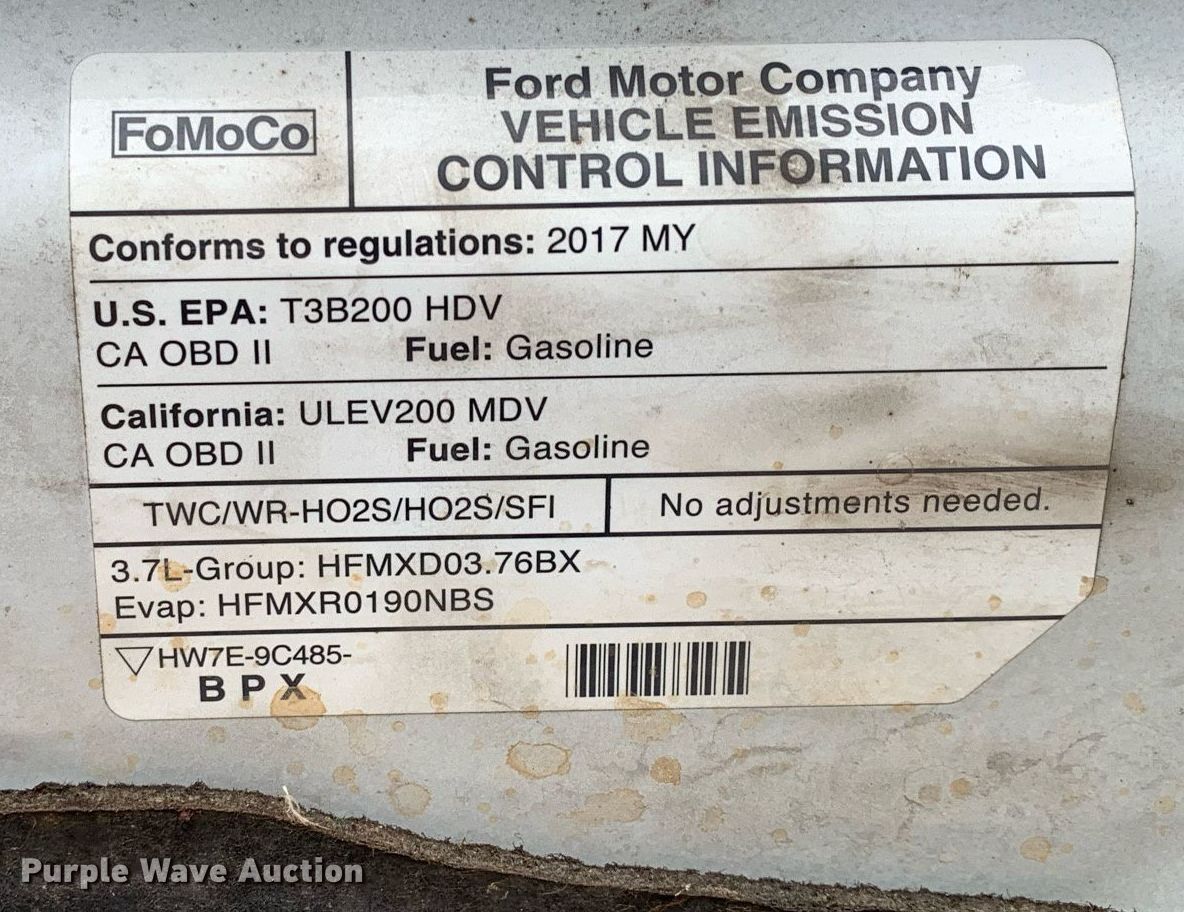 FoMoCo
Ford Motor Company
VEHICLE EMISSION
CONTROL INFORMATION
Conforms to regulations: 2017 MY
U.S. EPA: T3B200 HDV
CA OBD II Fuel: Gasoline
California: ULEV200 MDV
CA OBD II Fuel: Gasoline
TWC/WR-HO2S/HO2S/SFI No adjustments needed.
3.7L-Group: HFMXD03.76BX
Evap: HFMXR0190NBS
HW7E-9C485-
B P X
Purple Wave Auction